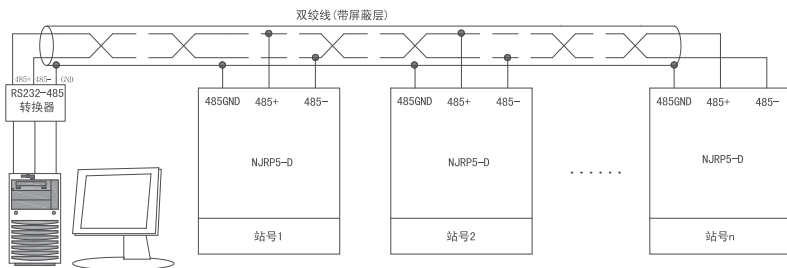 双绞线(带屏蔽层)
485+ 485- GND
RS232-485
转换器
485GND 485+ 485-
NJRP5-D
站号1
485GND 485+ 485-
NJRP5-D
站号2
......
485GND 485+ 485-
NJRP5-D
站号n